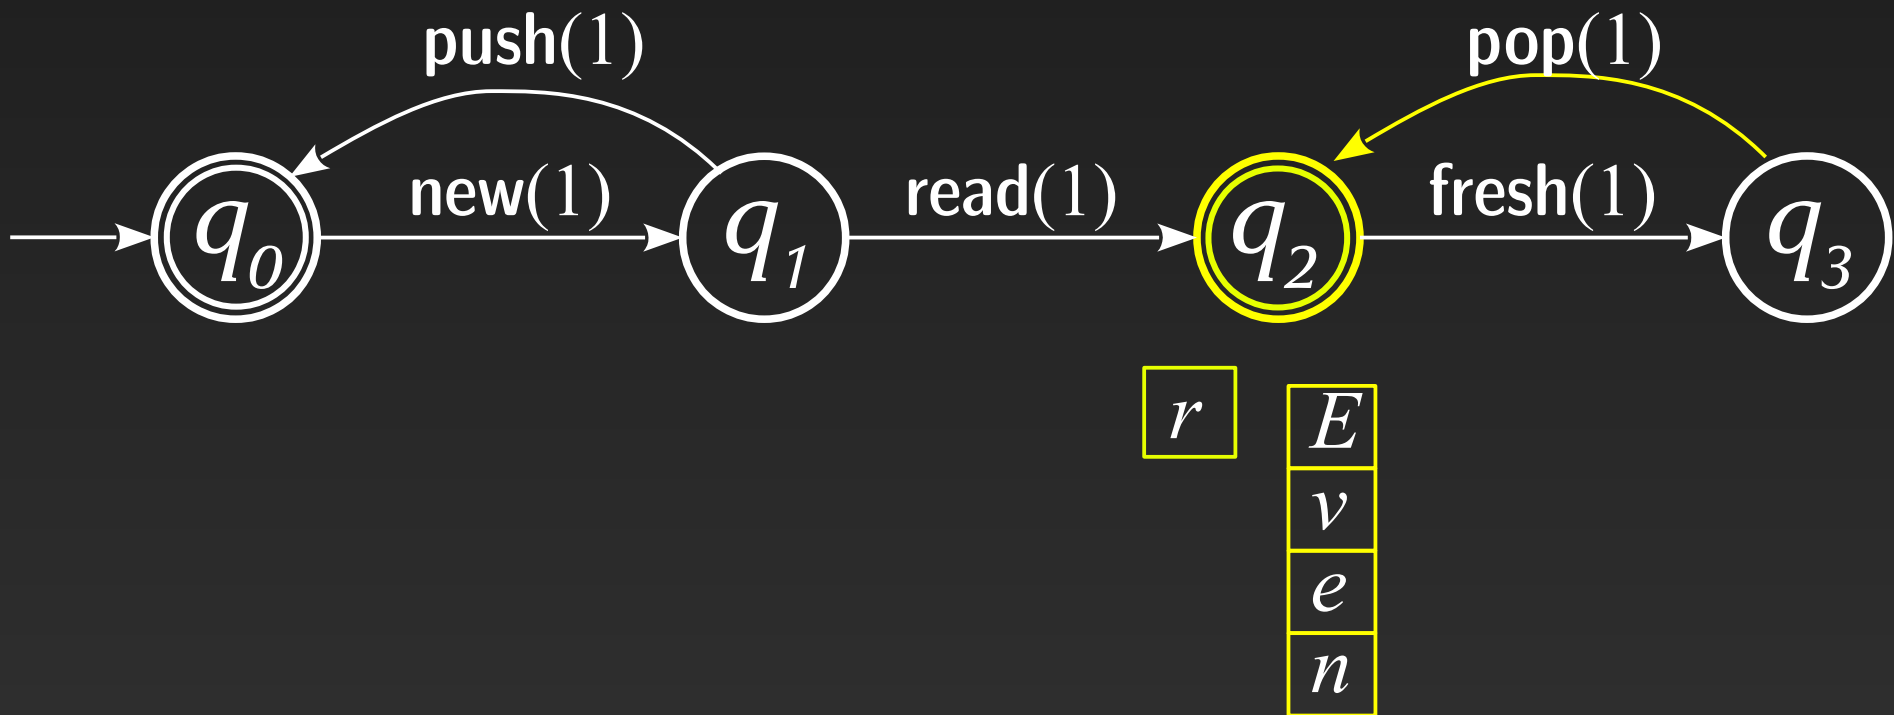 push(1) pop(1)
new(1) read(1) fresh(1)
q0 q1 q2 q3
r E
v
e
n